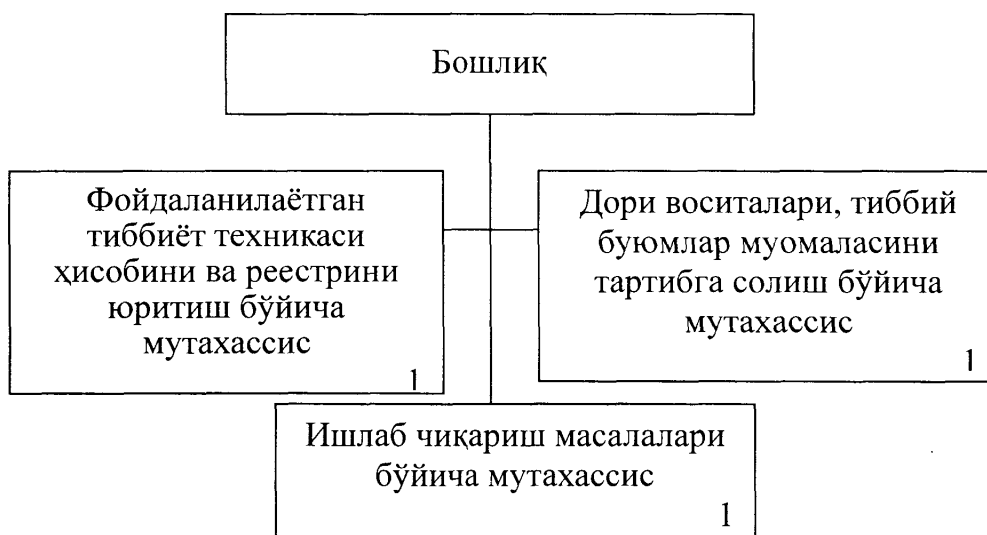 Бошлиқ
Фойдаланилаётган
тиббиёт техникаси
ҳисобини ва реестрини
юритиш бўйича
мутахассис
1
Дори воситалари, тиббий
буюмлар муомаласини
тартибга солиш бўйича
мутахассис
1
Ишлаб чиқариш масалалари
бўйича мутахассис
1